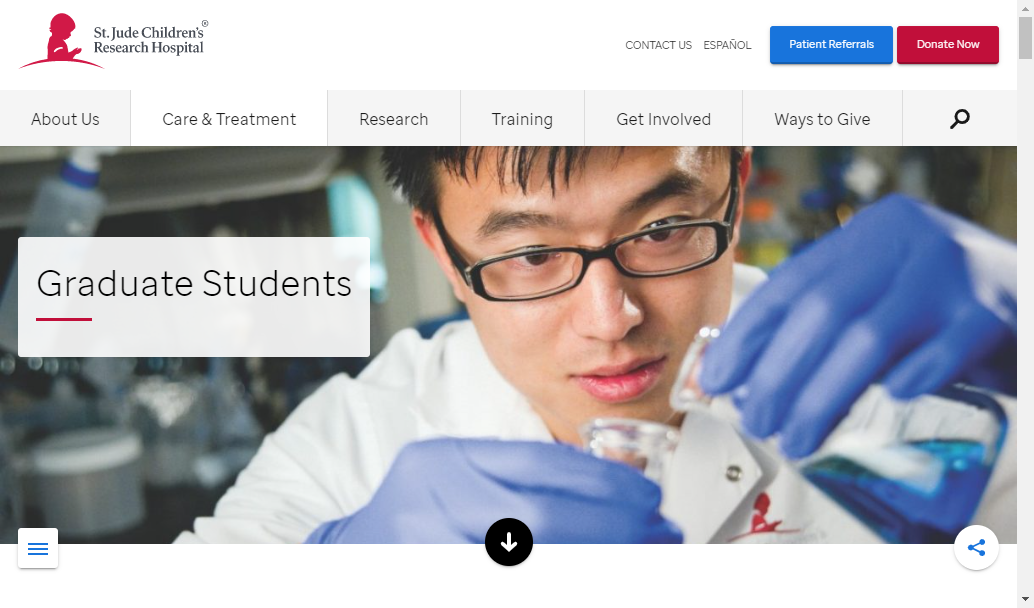 St. Jude Children's®
Research Hospital
CONTACT US
ESPAÑOL
Patient Referrals
Donate Now
About Us
Care & Treatment
Research
Training
Get Involved
Ways to Give
Graduate Students